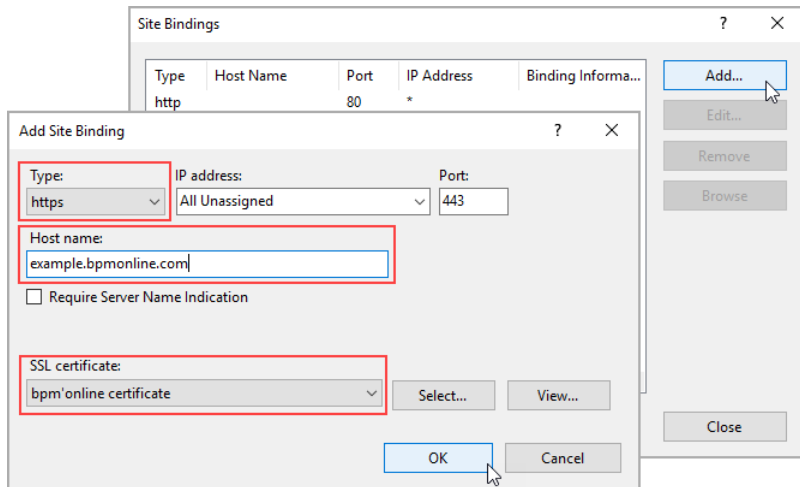 Site Bindings ? ×
Type Host Name Port IP Address Binding Informa...
http 80 *
Add...
Edit...
Remove
Browse
Close
Add Site Binding ? ×
Type: IP address: Port:
https All Unassigned 443
Host name:
example.bpmonline.com
Require Server Name Indication
SSL certificate:
bpm'online certificate Select... View...
OK Cancel